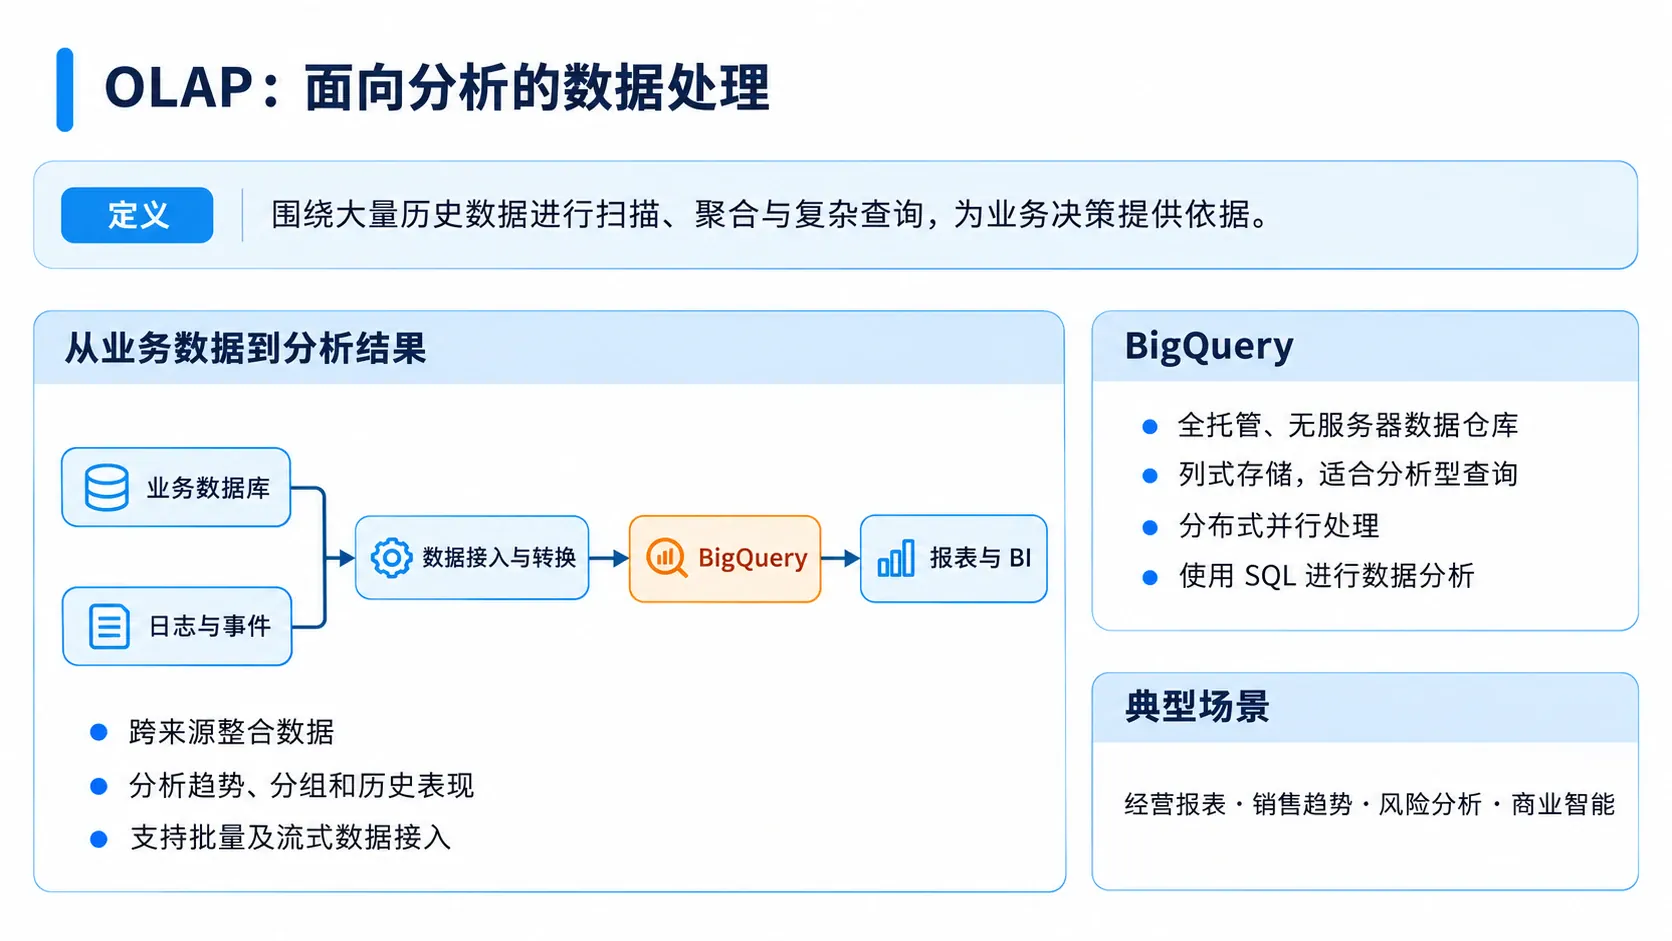 OLAP：面向分析的数据处理
定义
围绕大量历史数据进行扫描、聚合与复杂查询，为业务决策提供依据。
从业务数据到分析结果
业务数据库
日志与事件
数据接入与转换
BigQuery
报表与 BI
跨来源整合数据
分析趋势、分组和历史表现
支持批量及流式数据接入
BigQuery
全托管、无服务器数据仓库
列式存储，适合分析型查询
分布式并行处理
使用 SQL 进行数据分析
典型场景
经营报表 · 销售趋势 · 风险分析 · 商业智能